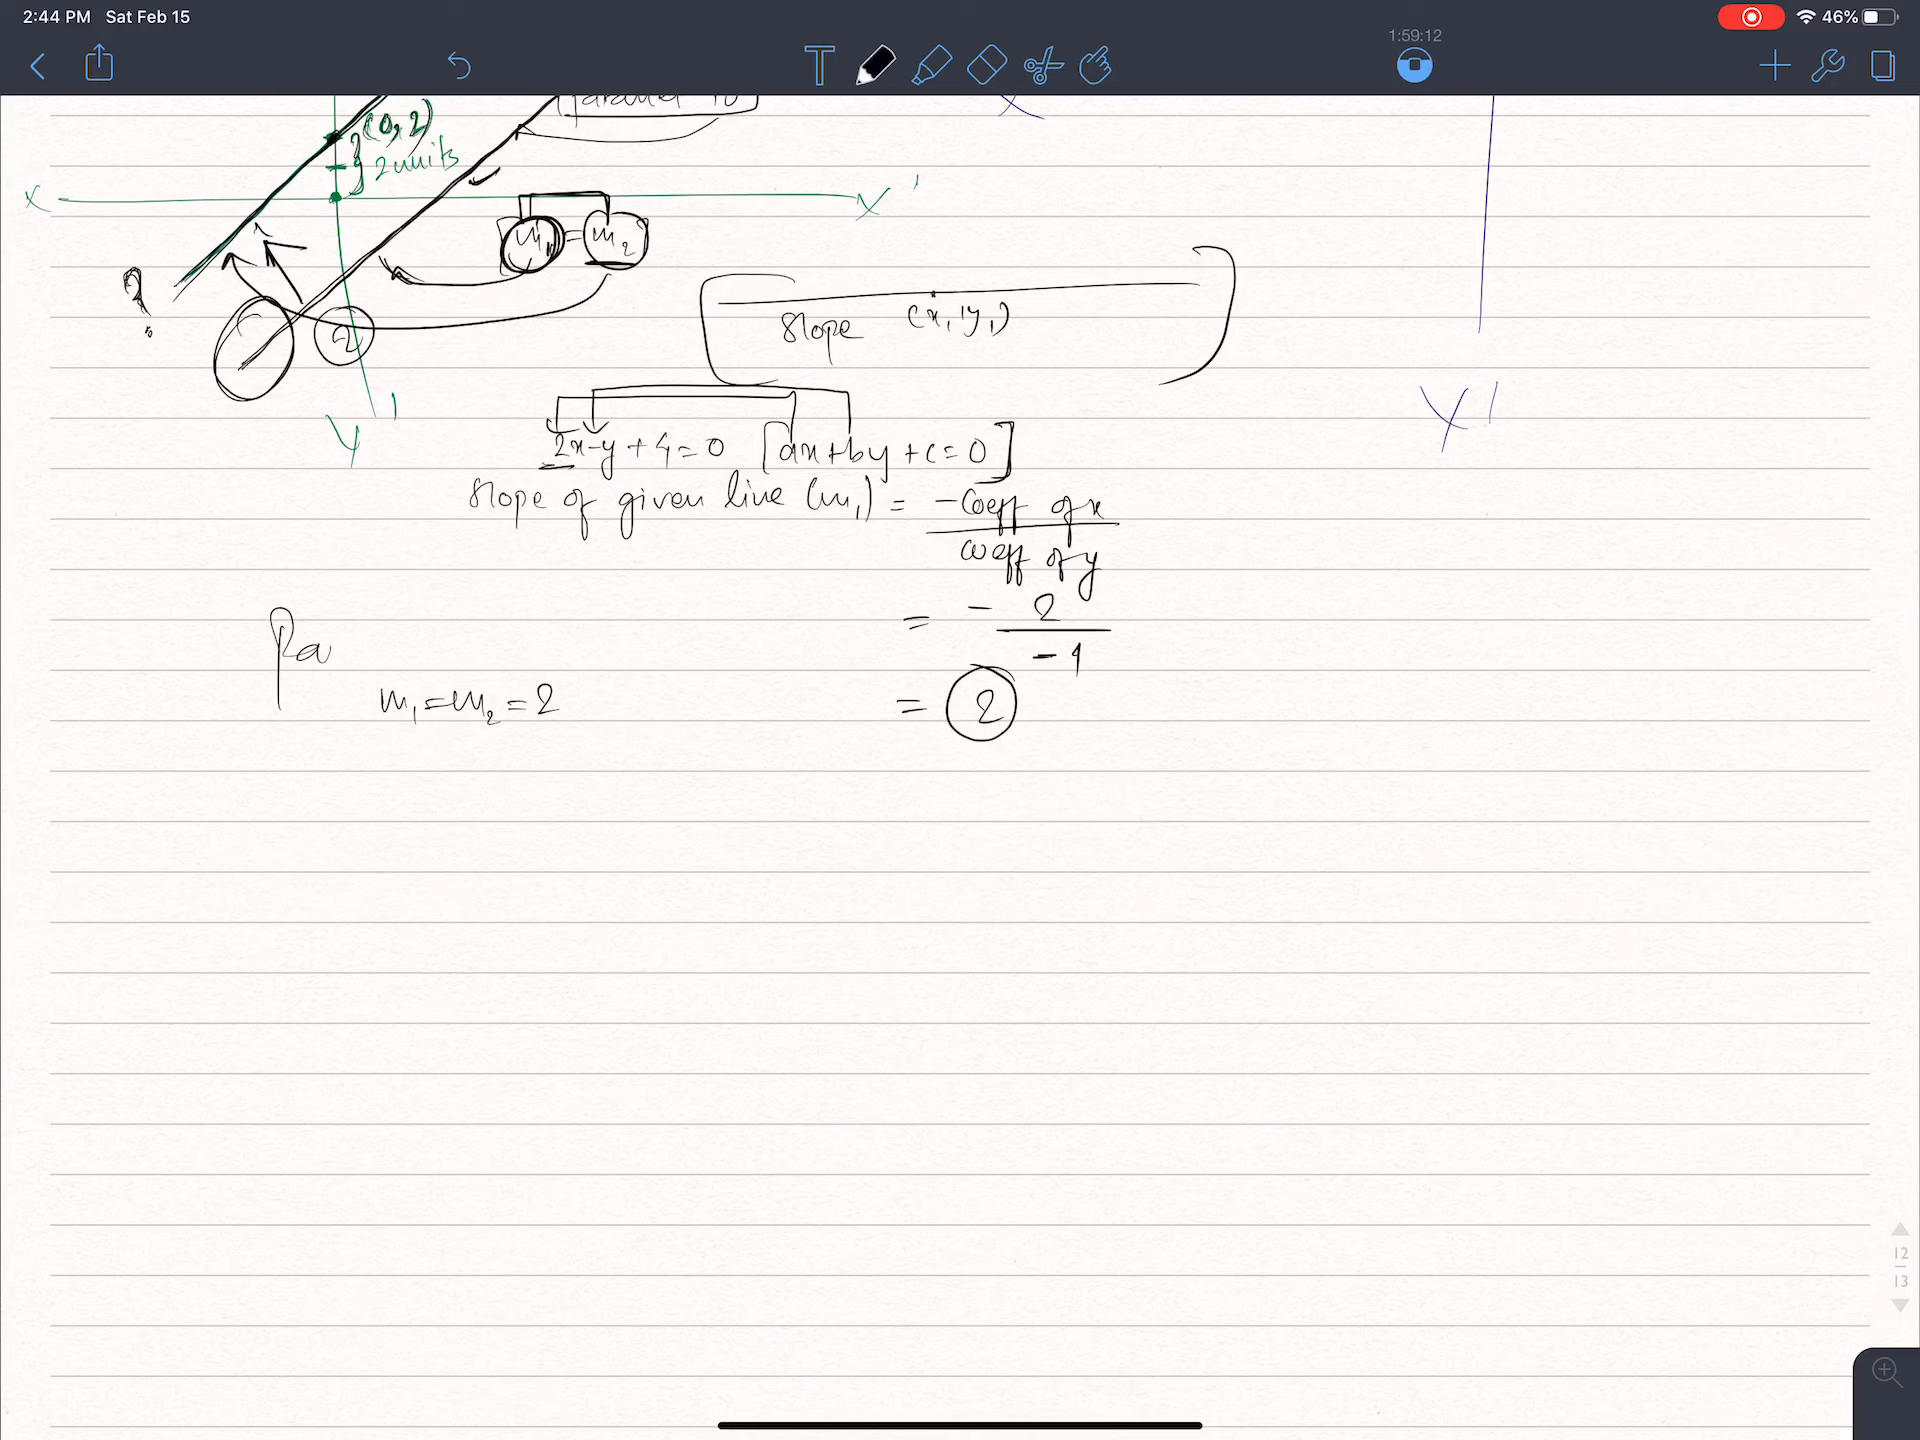 2:44 PM Sat Feb 15
46%
1:59:12
T
(0, 2)
2 units
X
X'
m1 = m2
2
?
Slope (x1, y1)
Y'
Y'
2x-y+4=0 [ax+by+c=0]
Slope of given line (m1) = -Coeff of x
coeff of y
= - 2
-1
Pa
m1=m2=2
= 2
12
13